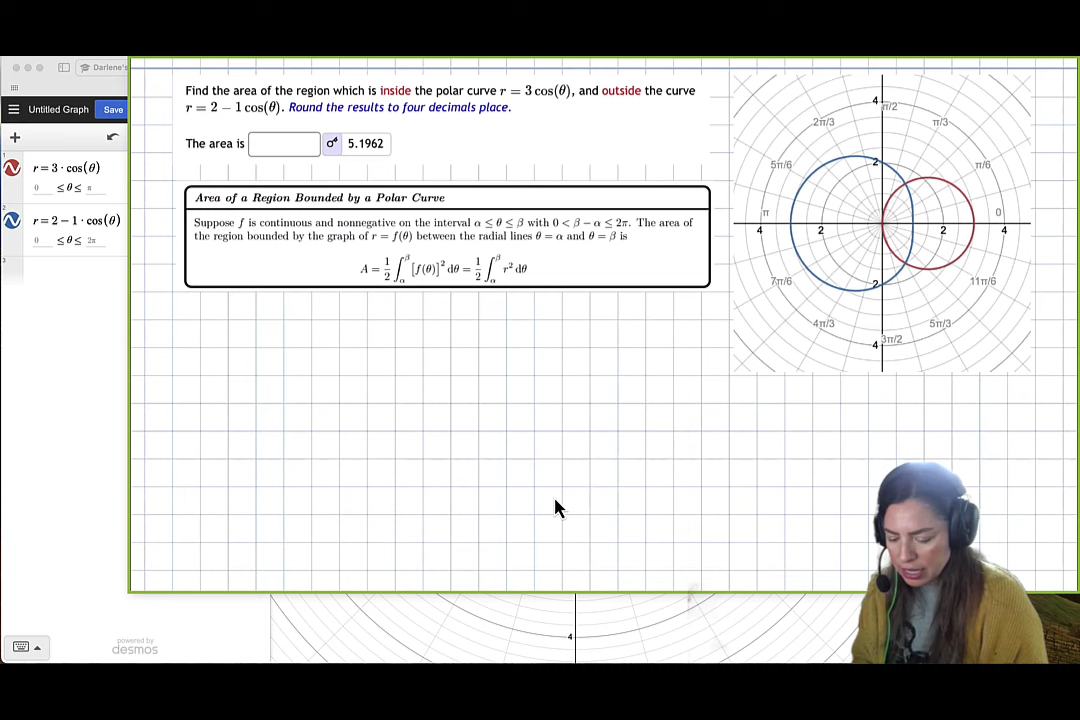 Darlene's
Untitled Graph Save
r = 3 · cos(θ)
0 ≤ θ ≤ π
2
r = 2 − 1 · cos(θ)
0 ≤ θ ≤ 2π
3
powered by
desmos
Find the area of the region which is inside the polar curve r = 3 cos(θ), and outside the curve
r = 2 − 1 cos(θ). Round the results to four decimals place.
The area is σ⁴ 5.1962
Area of a Region Bounded by a Polar Curve
Suppose f is continuous and nonnegative on the interval α ≤ θ ≤ β with 0 < β − α ≤ 2π. The area of
the region bounded by the graph of r = f(θ) between the radial lines θ = α and θ = β is
A = 1/2 ∫_α^β [f(θ)]² dθ = 1/2 ∫_α^β r² dθ
4 π/2
2π/3 π/3
5π/6 2 π/6
π 0
4 2 2 4
7π/6 2 11π/6
4π/3 5π/3
4 3π/2
4